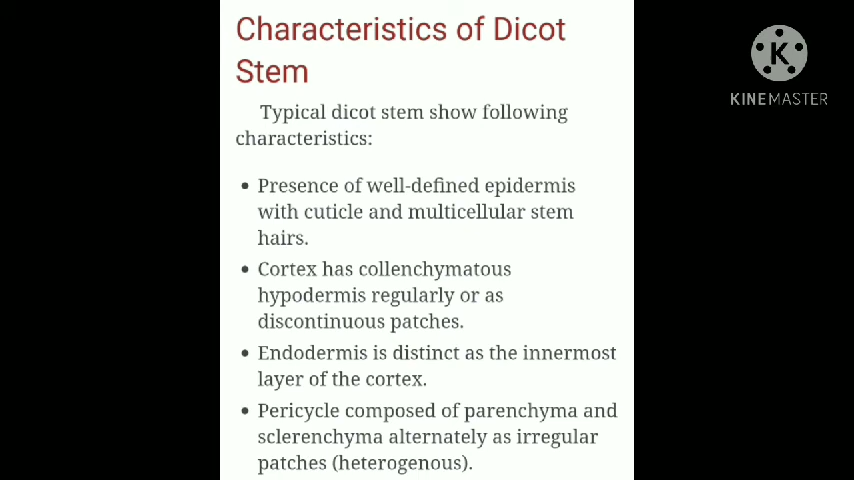 Characteristics of Dicot
Stem
Typical dicot stem show following
characteristics:
• Presence of well-defined epidermis
with cuticle and multicellular stem
hairs.
• Cortex has collenchymatous
hypodermis regularly or as
discontinuous patches.
• Endodermis is distinct as the innermost
layer of the cortex.
• Pericycle composed of parenchyma and
sclerenchyma alternately as irregular
patches (heterogenous).
K
KINEMASTER